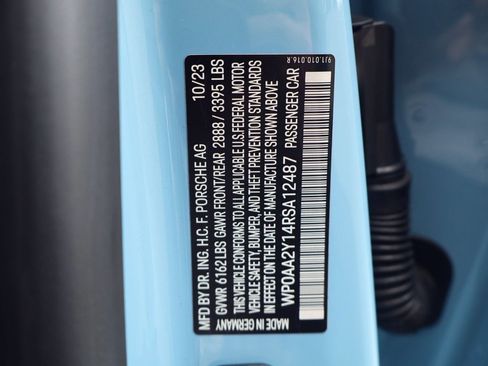 MFD BY DR. ING. H.C. F. PORSCHE AG 10/23
GVWR 6162LBS GAWR FRONT/REAR 2888/3395 LBS
THIS VEHICLE CONFORMS TO ALL APPLICABLE U.S.FEDERAL MOTOR
VEHICLE SAFETY, BUMPER, AND THEFT PREVENTION STANDARDS
IN EFFECT ON THE DATE OF MANUFACTURE SHOWN ABOVE
WP0AA2Y14RSA12487 PASSENGER CAR
MADE IN GERMANY
9J1.010.016.R